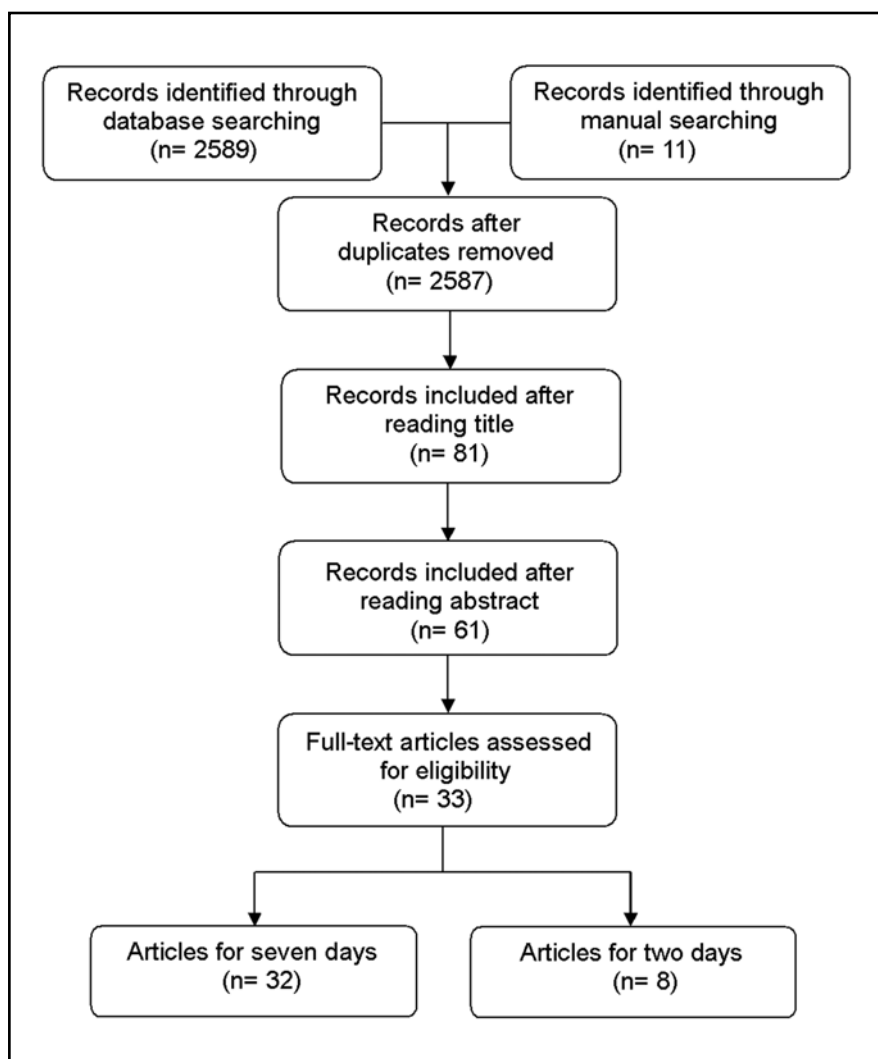 Records identified through
database searching
(n= 2589)
Records identified through
manual searching
(n= 11)
Records after
duplicates removed
(n= 2587)
Records included after
reading title
(n= 81)
Records included after
reading abstract
(n= 61)
Full-text articles assessed
for eligibility
(n= 33)
Articles for seven days
(n= 32)
Articles for two days
(n= 8)